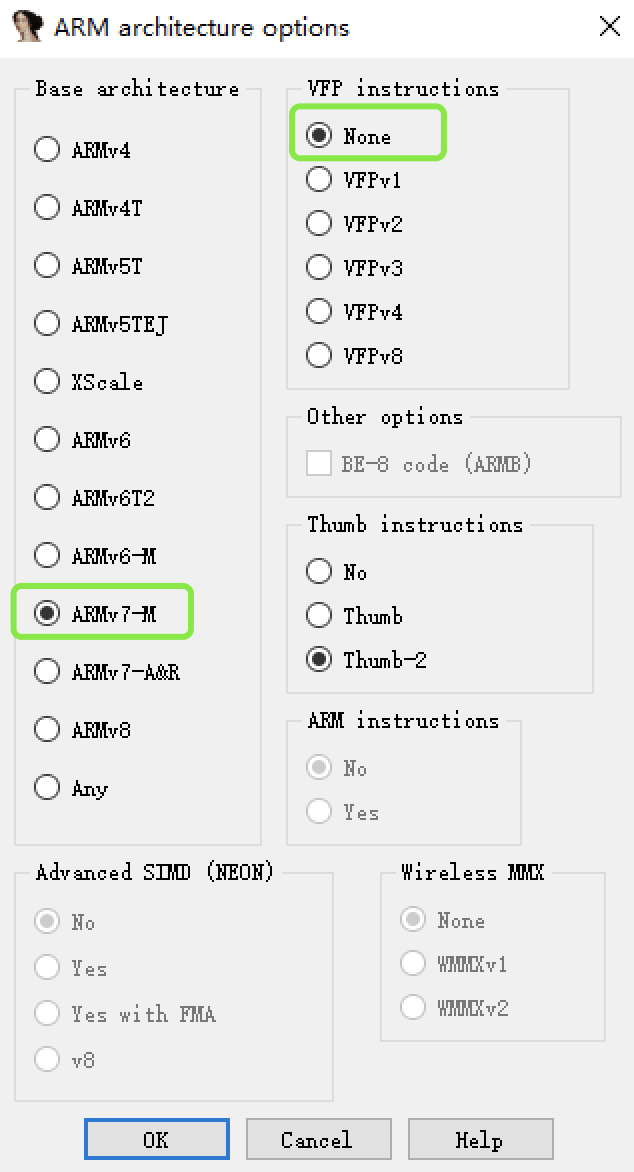 ARM architecture options
Base architecture
ARMv4
ARMv4T
ARMv5T
ARMv5TEJ
XScale
ARMv6
ARMv6T2
ARMv6-M
ARMv7-M
ARMv7-A&R
ARMv8
Any
VFP instructions
None
VFPv1
VFPv2
VFPv3
VFPv4
VFPv8
Other options
BE-8 code (ARMB)
Thumb instructions
No
Thumb
Thumb-2
ARM instructions
No
Yes
Advanced SIMD (NEON)
No
Yes
Yes with FMA
v8
Wireless MMX
None
WMMXv1
WMMXv2
OK
Cancel
Help